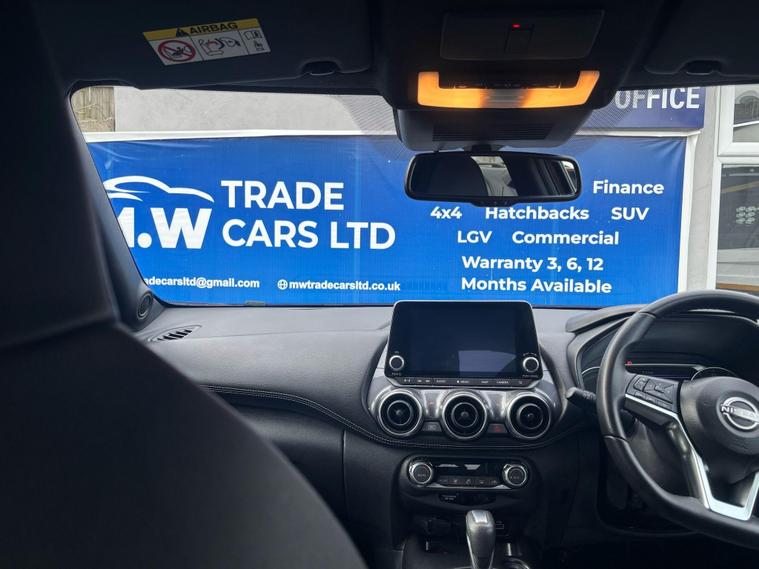 AIRBAG
OFFICE
M.W TRADE
CARS LTD
Finance
4x4 Hatchbacks SUV
LGV Commercial
Warranty 3, 6, 12
Months Available
mwtradecarsltd.co.uk
NISSAN